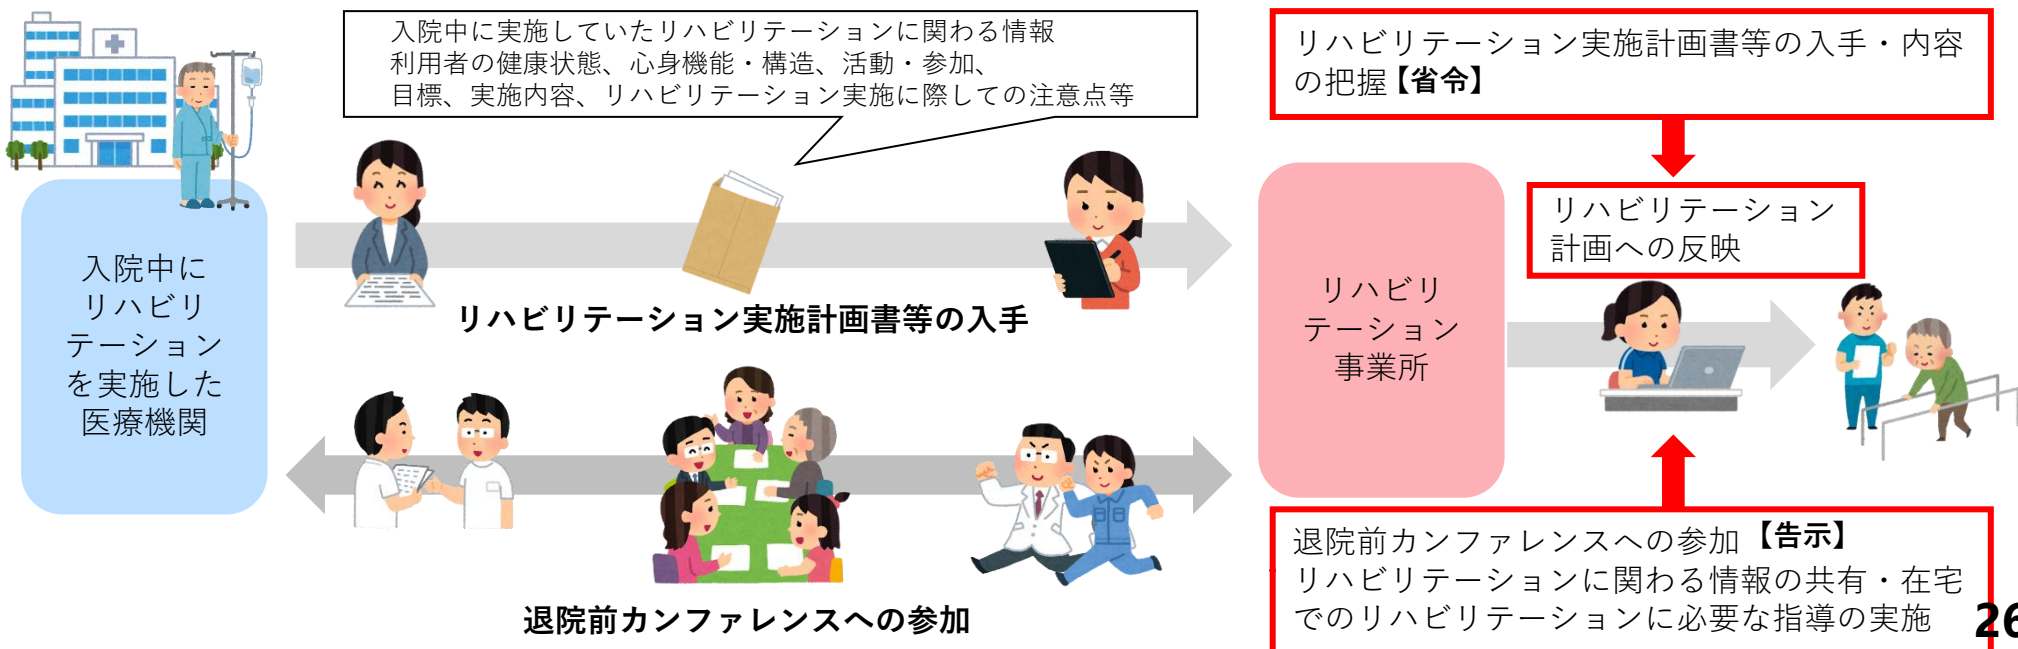 入院中に実施していたリハビリテーションに関わる情報
利用者の健康状態、心身機能・構造、活動・参加、
目標、実施内容、リハビリテーション実施に際しての注意点等
リハビリテーション実施計画書等の入手・内容
の把握【省令】
リハビリテーション
計画への反映
入院中に
リハビリ
テーション
を実施した
医療機関
リハビリテーション実施計画書等の入手
リハビリ
テーション
事業所
退院前カンファレンスへの参加
退院前カンファレンスへの参加【告示】
リハビリテーションに関わる情報の共有・在宅
でのリハビリテーションに必要な指導の実施
26